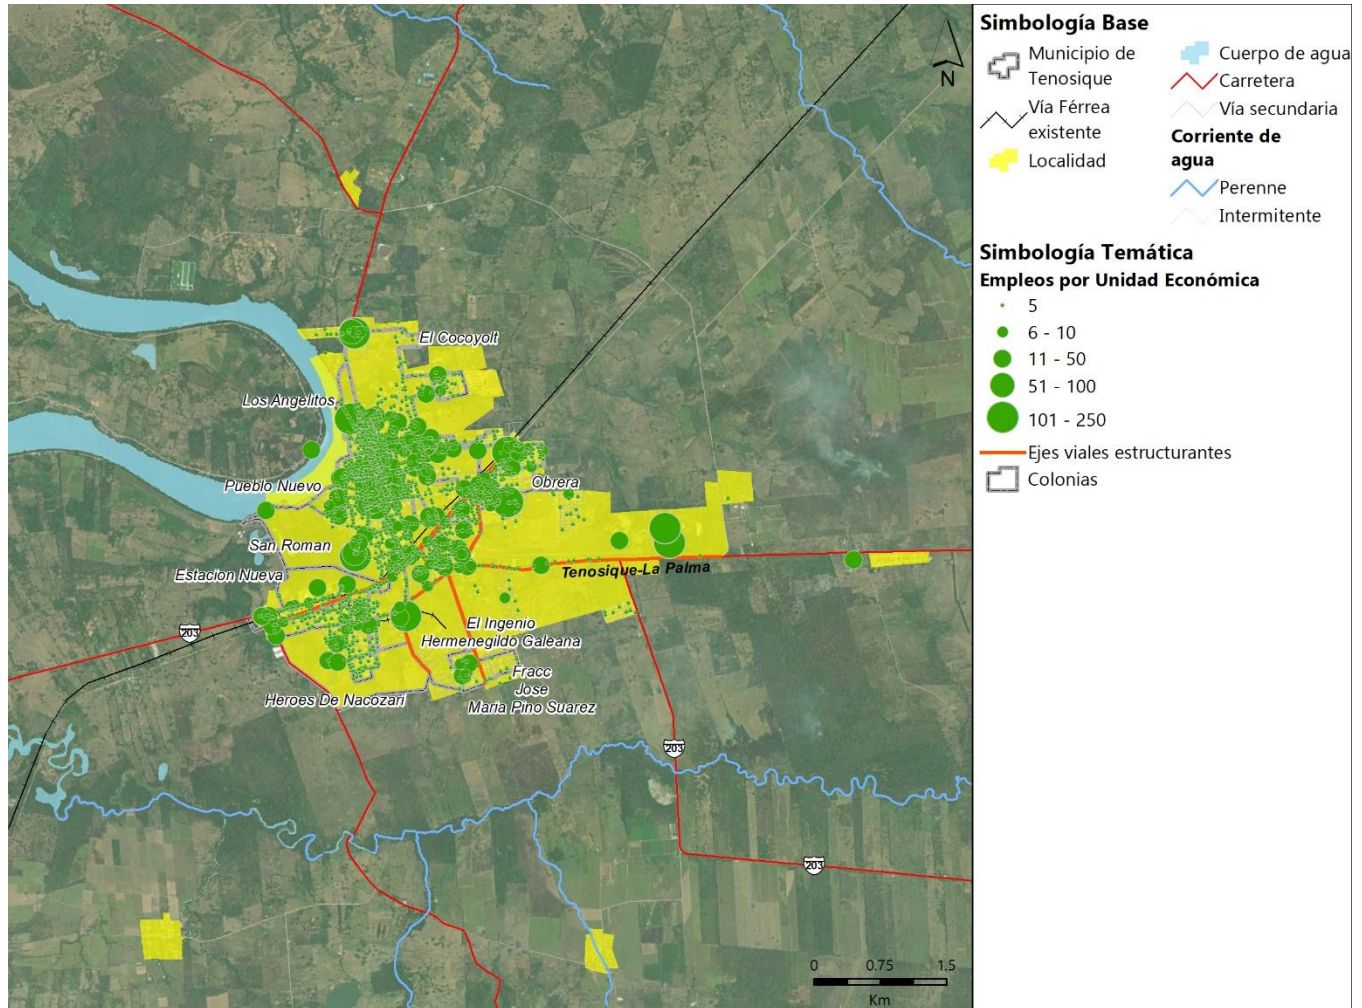 N
El Cocoyolt
Los Angelitos
Pueblo Nuevo
Obrera
San Roman
Estacion Nueva
Tenosique-La Palma
203
El Ingenio
Hermenegildo Galeana
Fracc
Jose
Maria Pino Suarez
Heroes De Nacozari
203
203
0 0.75 1.5
Km
Simbología Base
Municipio de
Tenosique
Vía Férrea
existente
Localidad
Cuerpo de agua
Carretera
Vía secundaria
Corriente de
agua
Perenne
Intermitente
Simbología Temática
Empleos por Unidad Económica
5
6 - 10
11 - 50
51 - 100
101 - 250
Ejes viales estructurantes
Colonias